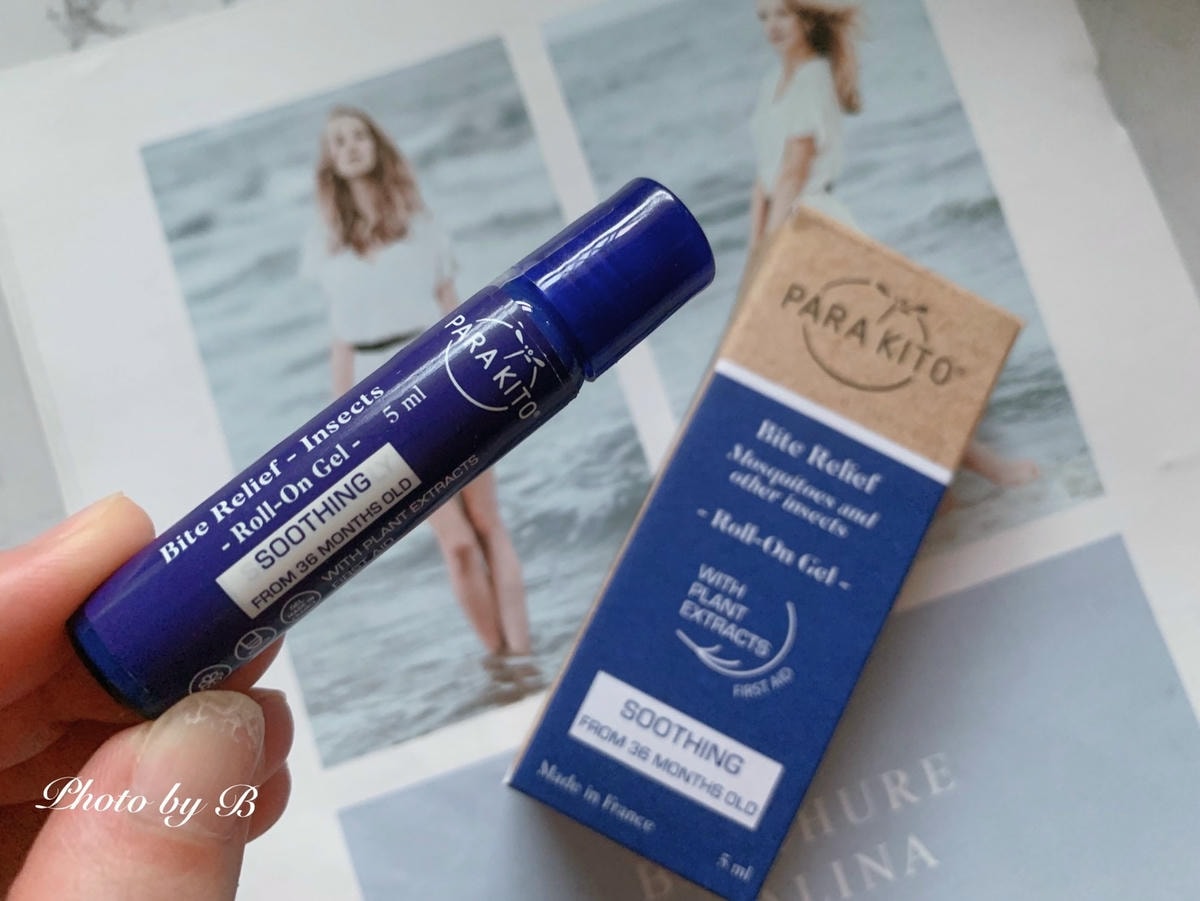 PARA KITO®
Bite Relief - Insects
- Roll-On Gel - 5 ml
SOOTHING
FROM 36 MONTHS OLD
WITH PLANT EXTRACTS
FIRST AID
PARA KITO®
Bite Relief
Mosquitoes and
other insects
- Roll-On Gel -
WITH
PLANT
EXTRACTS
FIRST AID
SOOTHING
FROM 36 MONTHS OLD
Made in France
5 ml
Photo by B